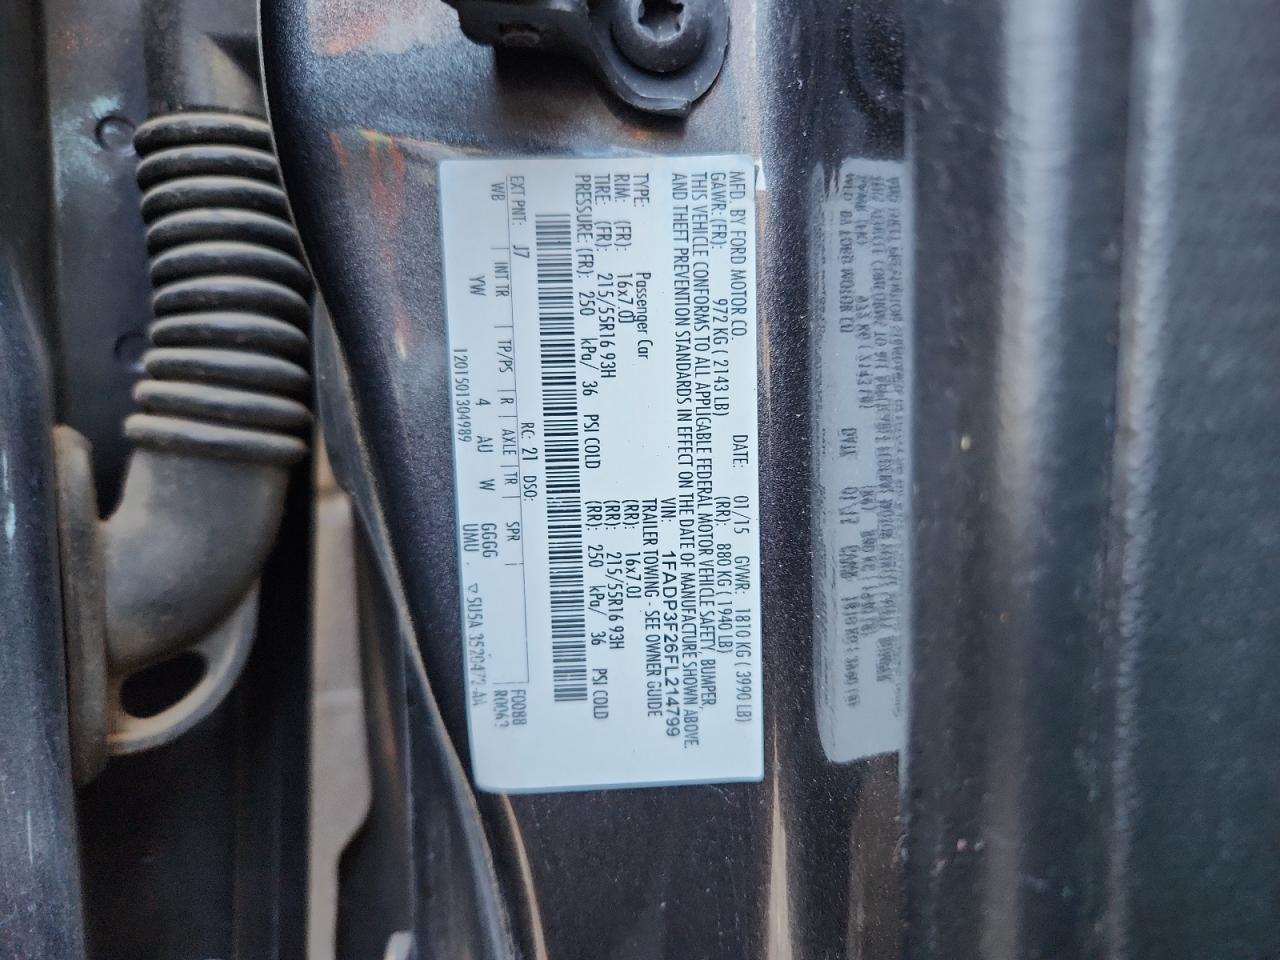 MFD. BY FORD MOTOR CO. DATE: 01/15 GVWR: 1810 KG ( 3990 LB)
GAWR: (FR): 972 KG ( 2143 LB) (RR): 880 KG ( 1940 LB)
THIS VEHICLE CONFORMS TO ALL APPLICABLE FEDERAL MOTOR VEHICLE SAFETY, BUMPER,
AND THEFT PREVENTION STANDARDS IN EFFECT ON THE DATE OF MANUFACTURE SHOWN ABOVE.
VIN: 1FADP3F26FL214799
TYPE: Passenger Car TRAILER TOWING - SEE OWNER GUIDE
RIM: (FR): 16x7.0J (RR): 16x7.0J
TIRE: (FR): 215/55R16 93H (RR): 215/55R16 93H
PRESSURE (FR): 250 kPa/ 36 PSI COLD (RR): 250 kPa/ 36 PSI COLD
RC: 21 DSO: F0088
EXT PNT: J7 INT TR TP/PS R AXLE TR SPR R0063
WB YW 4 AU W GGGG
1201501304989 UMU 5U5A 3520472-AA